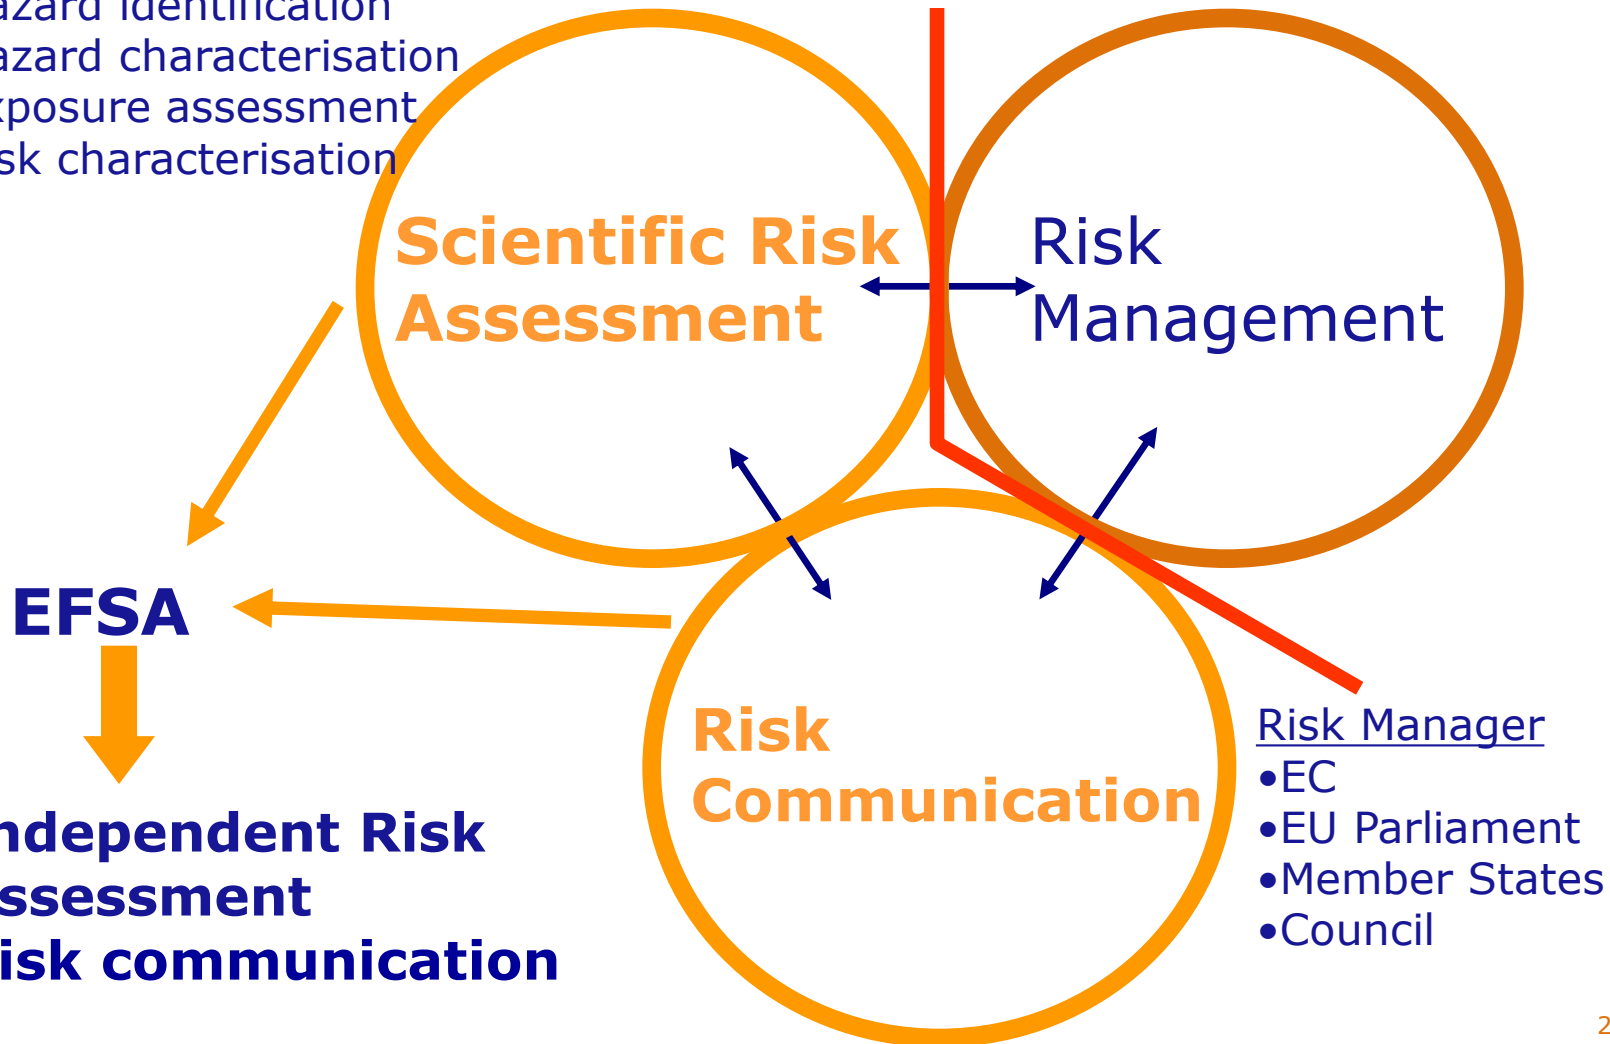 azard identification
azard characterisation
xposure assessment
sk characterisation
Scientific Risk
Assessment
Risk
Management
EFSA
Risk
Communication
ndependent Risk
ssessment
isk communication
Risk Manager
•EC
•EU Parliament
•Member States
•Council
2